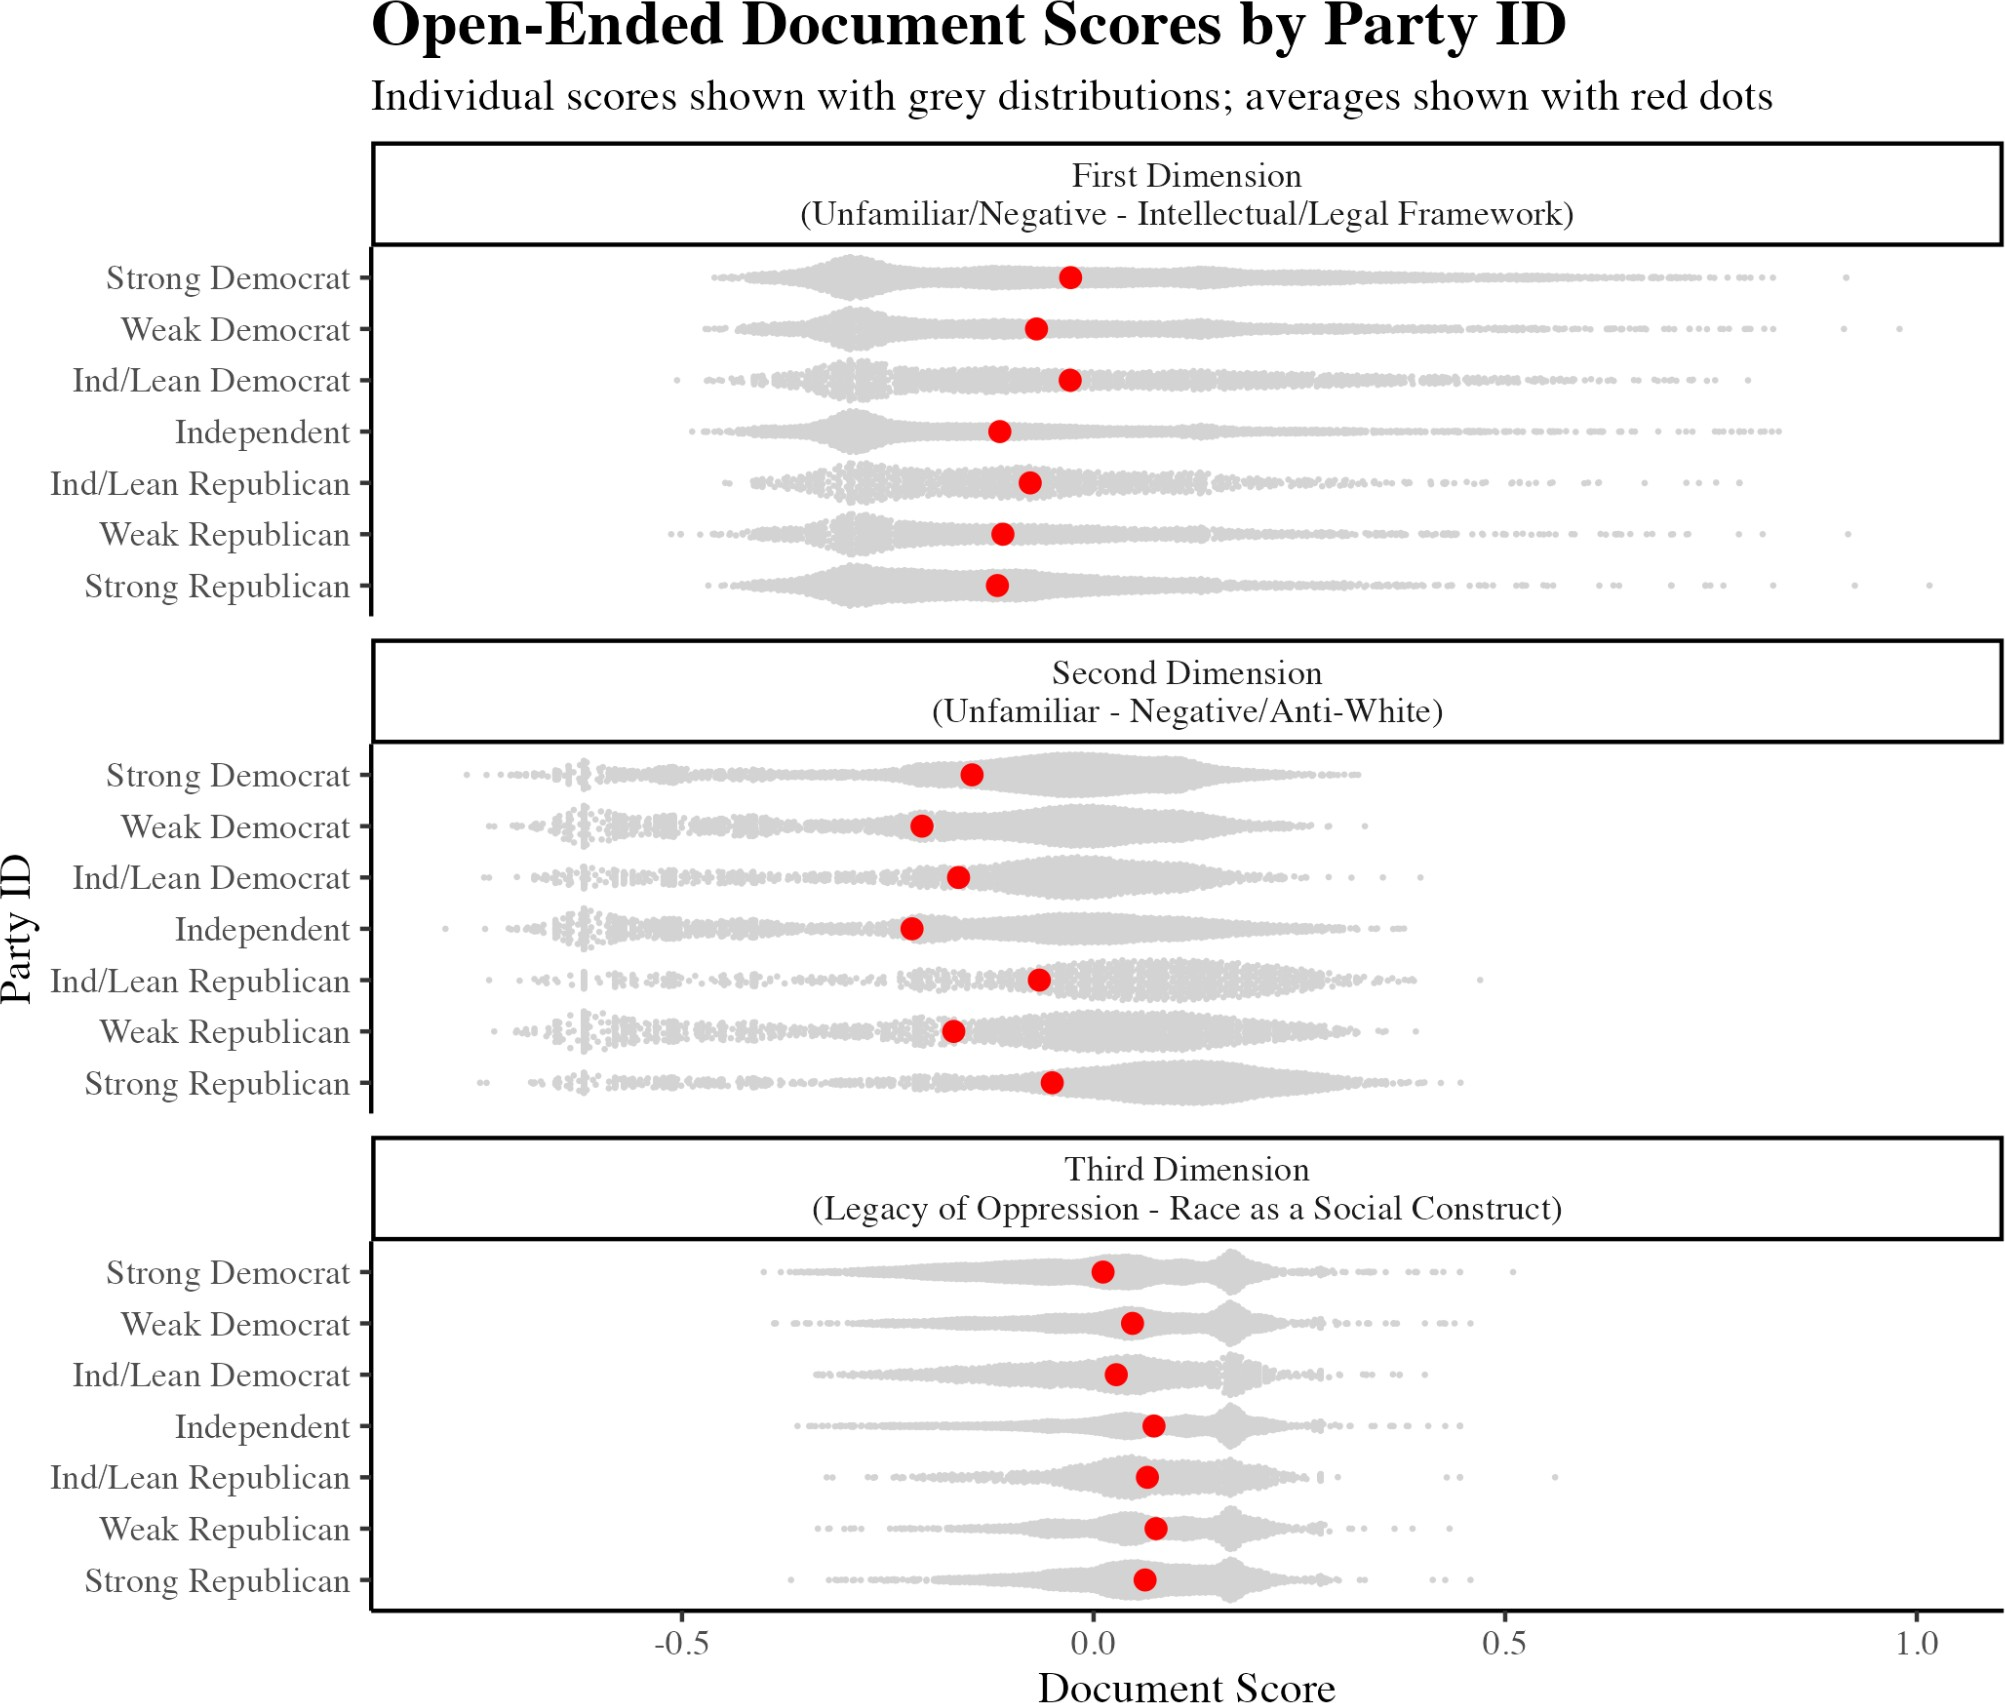 Open-Ended Document Scores by Party ID
Individual scores shown with grey distributions; averages shown with red dots
First Dimension
(Unfamiliar/Negative - Intellectual/Legal Framework)
Strong Democrat
Weak Democrat
Ind/Lean Democrat
Independent
Ind/Lean Republican
Weak Republican
Strong Republican
Second Dimension
(Unfamiliar - Negative/Anti-White)
Strong Democrat
Weak Democrat
Ind/Lean Democrat
Independent
Ind/Lean Republican
Weak Republican
Strong Republican
Party ID
Third Dimension
(Legacy of Oppression - Race as a Social Construct)
Strong Democrat
Weak Democrat
Ind/Lean Democrat
Independent
Ind/Lean Republican
Weak Republican
Strong Republican
-0.5 0.0 0.5 1.0
Document Score